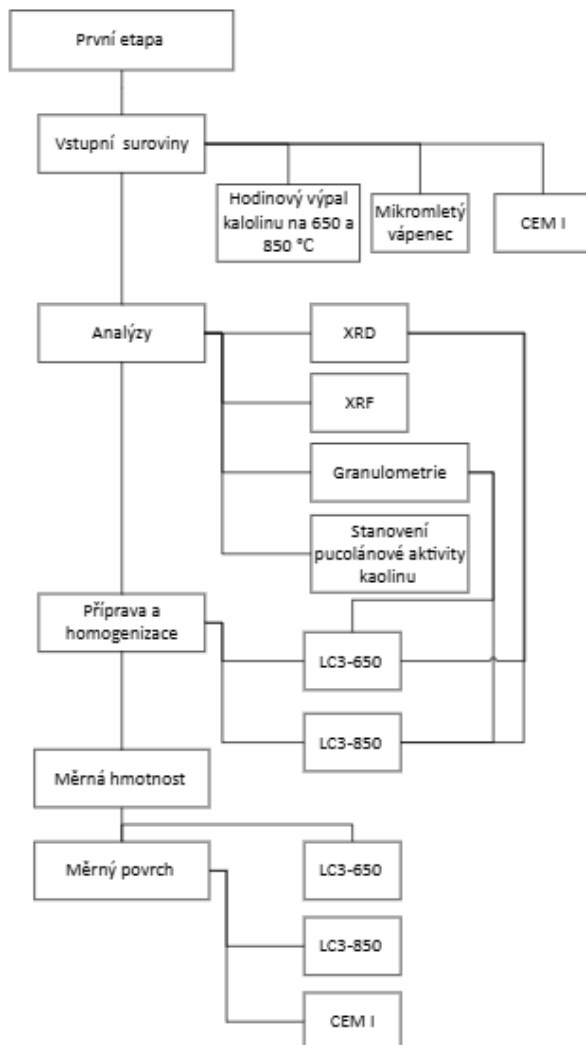 První etapa
Vstupní suroviny
Hodinový výpal
kalolinu na 650 a
850 °C
Mikromletý
vápenec
CEM I
Analýzy
XRD
XRF
Granulometrie
Stanovení
pucolánové aktivity
kaolinu
Příprava a
homogenizace
LC3-650
LC3-850
Měrná hmotnost
Měrný povrch
LC3-650
LC3-850
CEM I